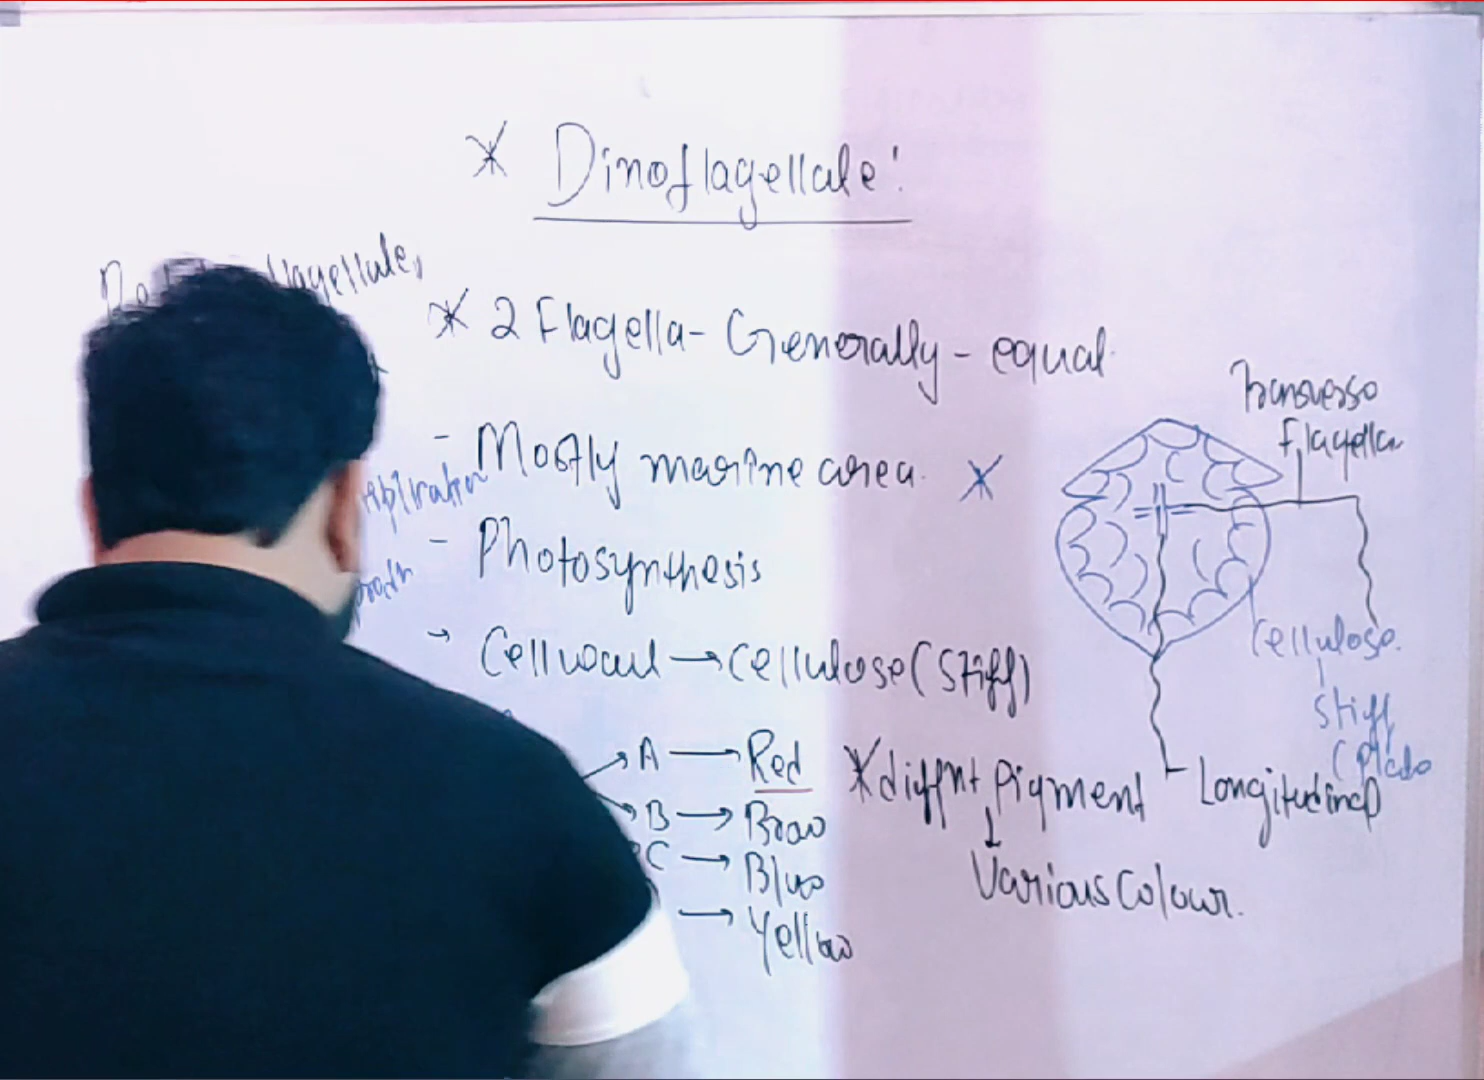 * Dinoflagellate:
* 2 Flagella - Generally - equal
- Mostly marine area. *
- Photosynthesis
→ Cell wall → cellulose (Stiff)
A → Red
B → Brow
C → Blue
→ Yellow
* diffnt pigment
↓
Various Colour.
Transverse
flagella
Cellulose.
Stiff
(Plate
Longitudinal